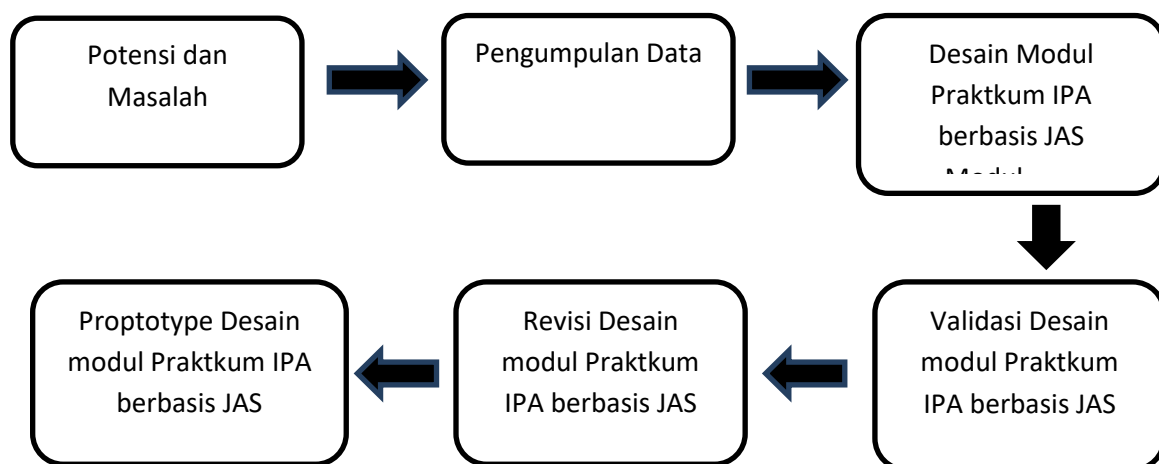 Potensi dan
Masalah
Pengumpulan Data
Desain Modul
Praktkum IPA
berbasis JAS
Validasi Desain
modul Praktkum
IPA berbasis JAS
Revisi Desain
modul Praktkum
IPA berbasis JAS
Proptotype Desain
modul Praktkum IPA
berbasis JAS